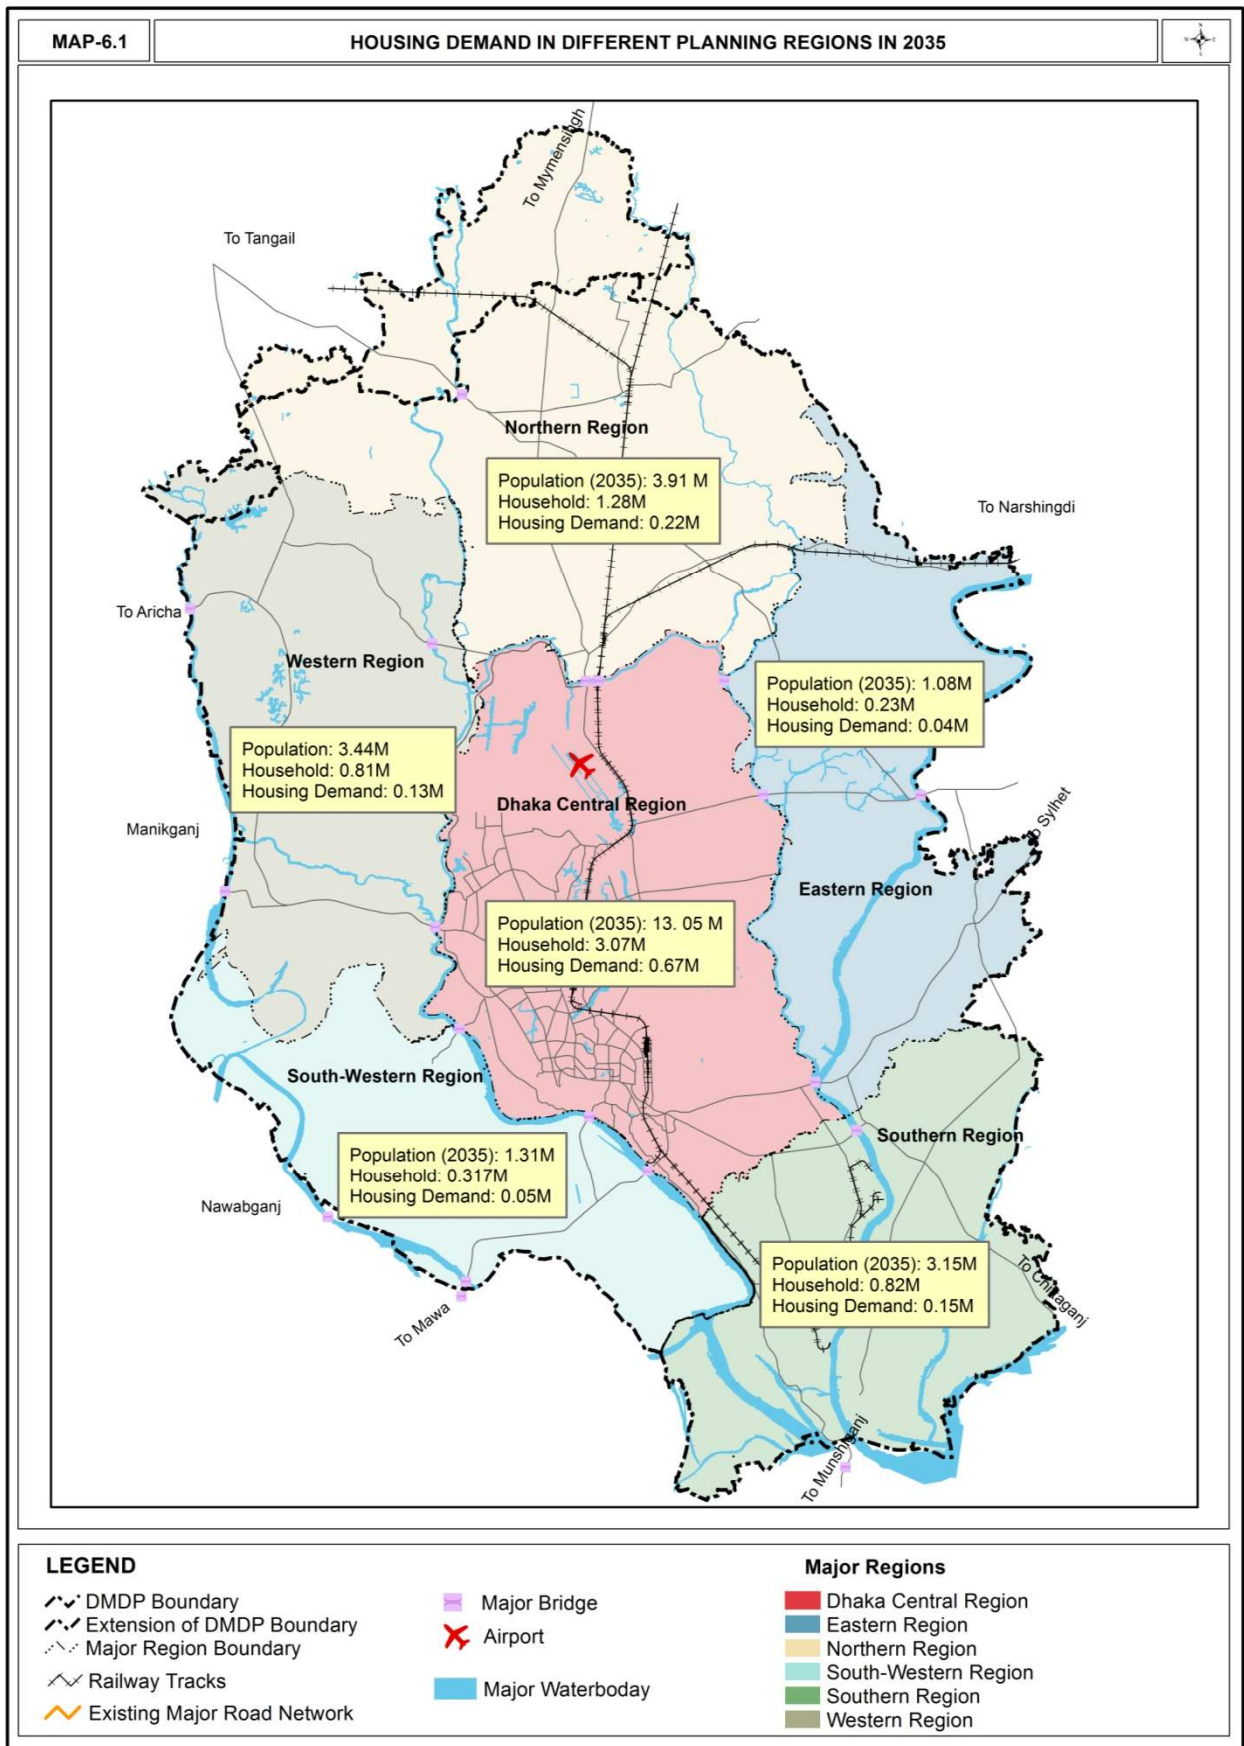 MAP-6.1
HOUSING DEMAND IN DIFFERENT PLANNING REGIONS IN 2035
To Mymensingh
To Tangail
Northern Region
Population (2035): 3.91 M
Household: 1.28M
Housing Demand: 0.22M
To Narshingdi
To Aricha
Western Region
Population: 3.44M
Household: 0.81M
Housing Demand: 0.13M
Population (2035): 1.08M
Household: 0.23M
Housing Demand: 0.04M
Dhaka Central Region
Manikganj
To Sylhet
Eastern Region
Population (2035): 13. 05 M
Household: 3.07M
Housing Demand: 0.67M
South-Western Region
Southern Region
Population (2035): 1.31M
Household: 0.317M
Housing Demand: 0.05M
Nawabganj
Population (2035): 3.15M
Household: 0.82M
Housing Demand: 0.15M
To Mawa
To Munshiganj
LEGEND
DMDP Boundary
Extension of DMDP Boundary
Major Region Boundary
Railway Tracks
Existing Major Road Network
Major Bridge
Airport
Major Waterboday
Major Regions
Dhaka Central Region
Eastern Region
Northern Region
South-Western Region
Southern Region
Western Region